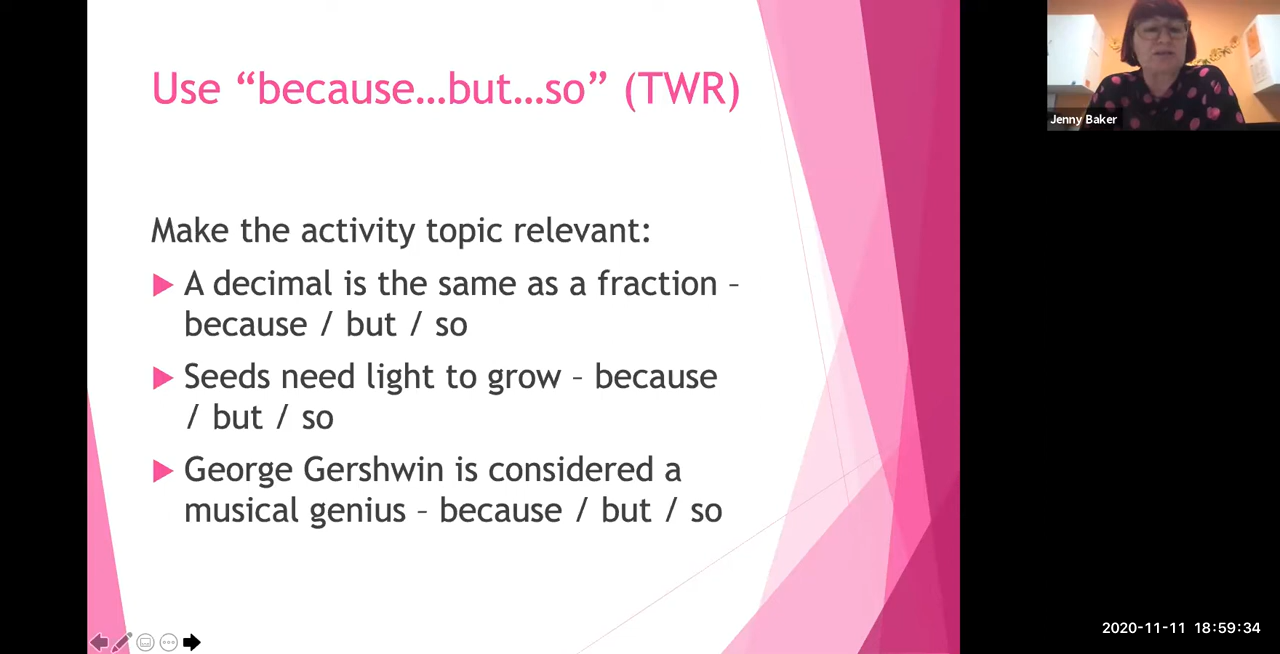 Use “because…but…so” (TWR)
Make the activity topic relevant:
A decimal is the same as a fraction –
because / but / so
Seeds need light to grow – because
/ but / so
George Gershwin is considered a
musical genius – because / but / so
Jenny Baker
2020-11-11 18:59:34